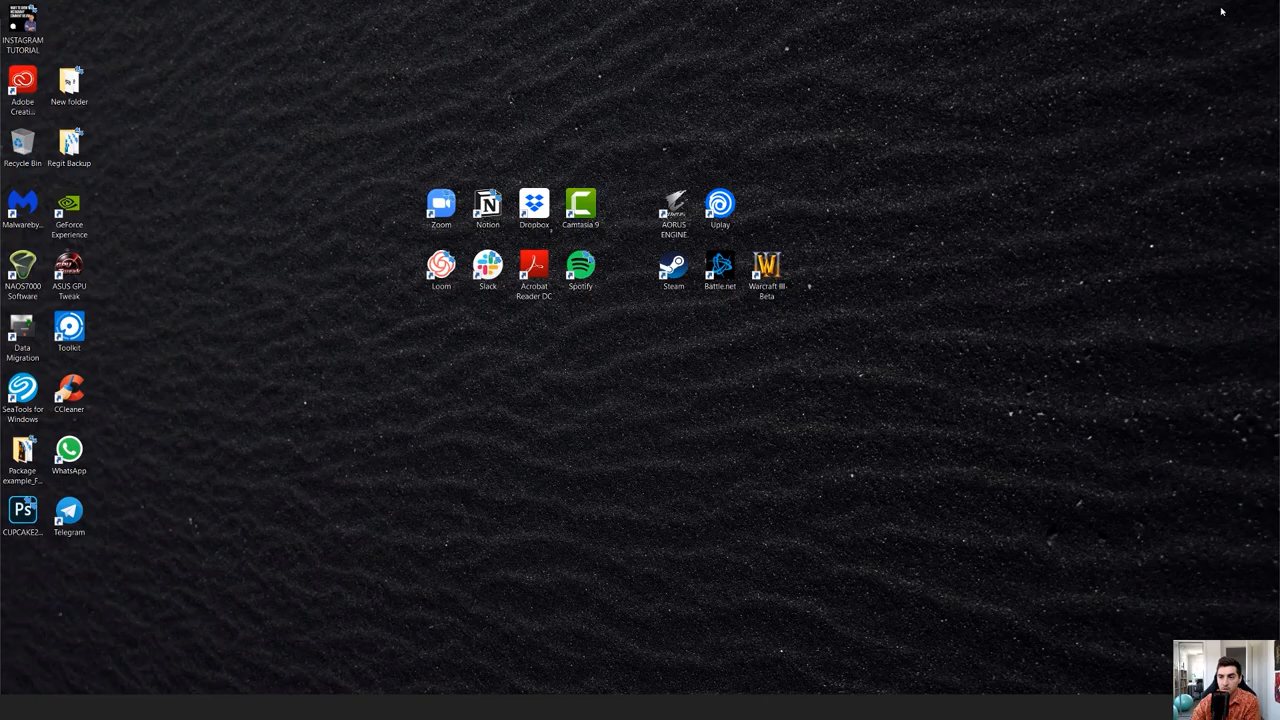 INSTAGRAM
TUTORIAL
Adobe
Creati...
New folder
Recycle Bin
Regit Backup
Malwareby...
GeForce
Experience
NAOS7000
Software
ASUS GPU
Tweak
Data
Migration
Toolkit
SeaTools for
Windows
CCleaner
Package
example_F...
WhatsApp
Ps
CUPCAKE2...
Telegram
Zoom
Notion
Dropbox
Camtasia 9
AORUS
ENGINE
Uplay
Loom
Slack
Acrobat
Reader DC
Spotify
Steam
Battle.net
Warcraft III
Beta